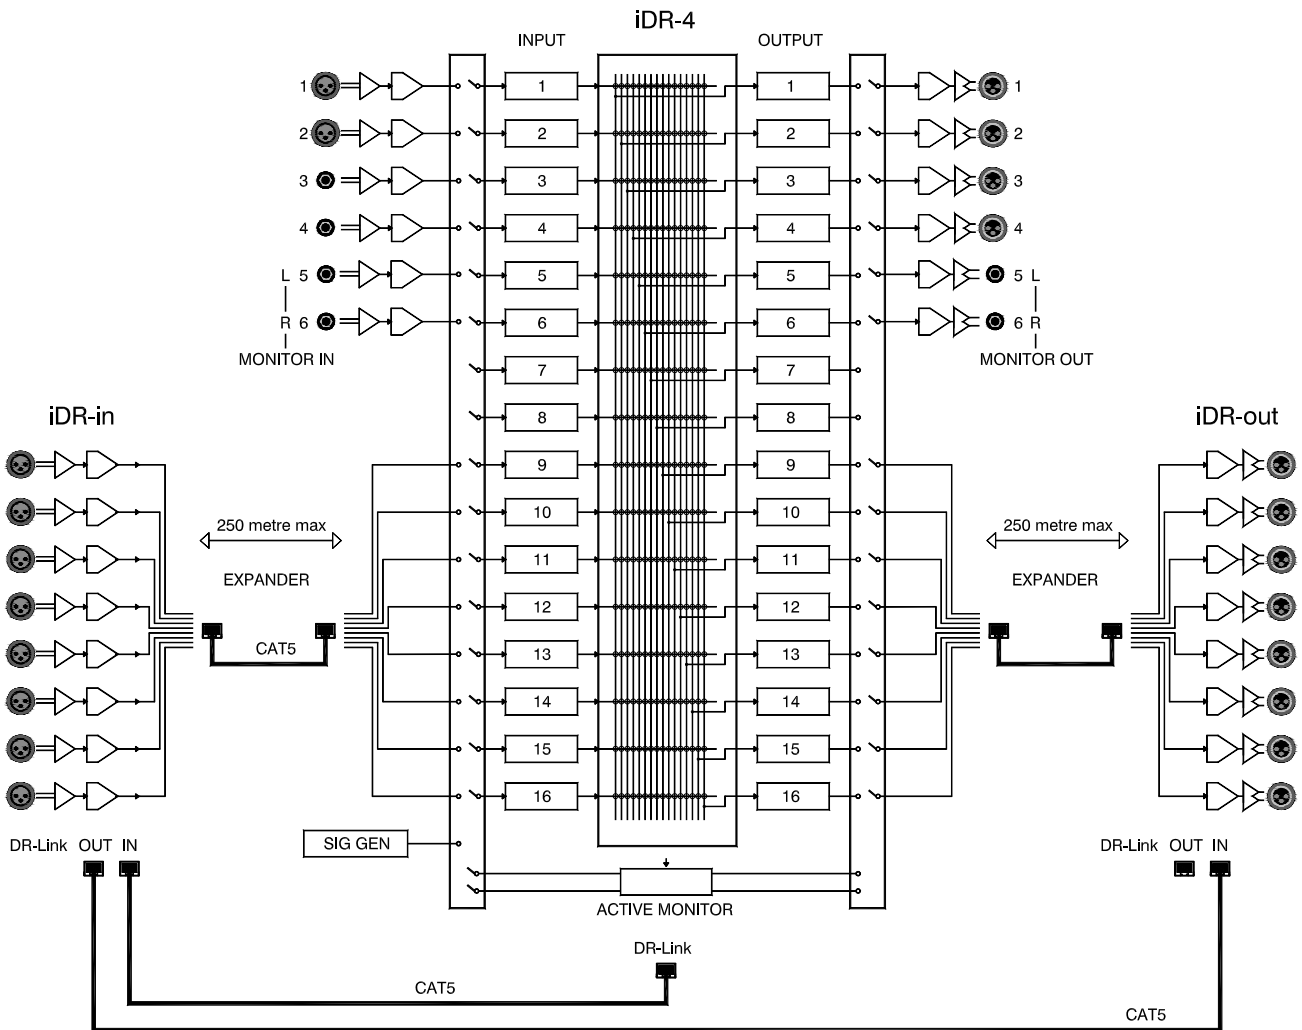 iDR-4
INPUT
OUTPUT
1 1 1 1
2 2 2 2
3 3 3 3
4 4 4 4
L 5 5 5 5 L
R 6 6 6 6 R
MONITOR IN
MONITOR OUT
7 7
8 8
iDR-in
iDR-out
9 9
10 10
250 metre max
250 metre max
11 11
EXPANDER
EXPANDER
12 12
CAT5
13 13
14 14
15 15
16 16
SIG GEN
DR-Link OUT IN
DR-Link OUT IN
ACTIVE MONITOR
DR-Link
CAT5
CAT5